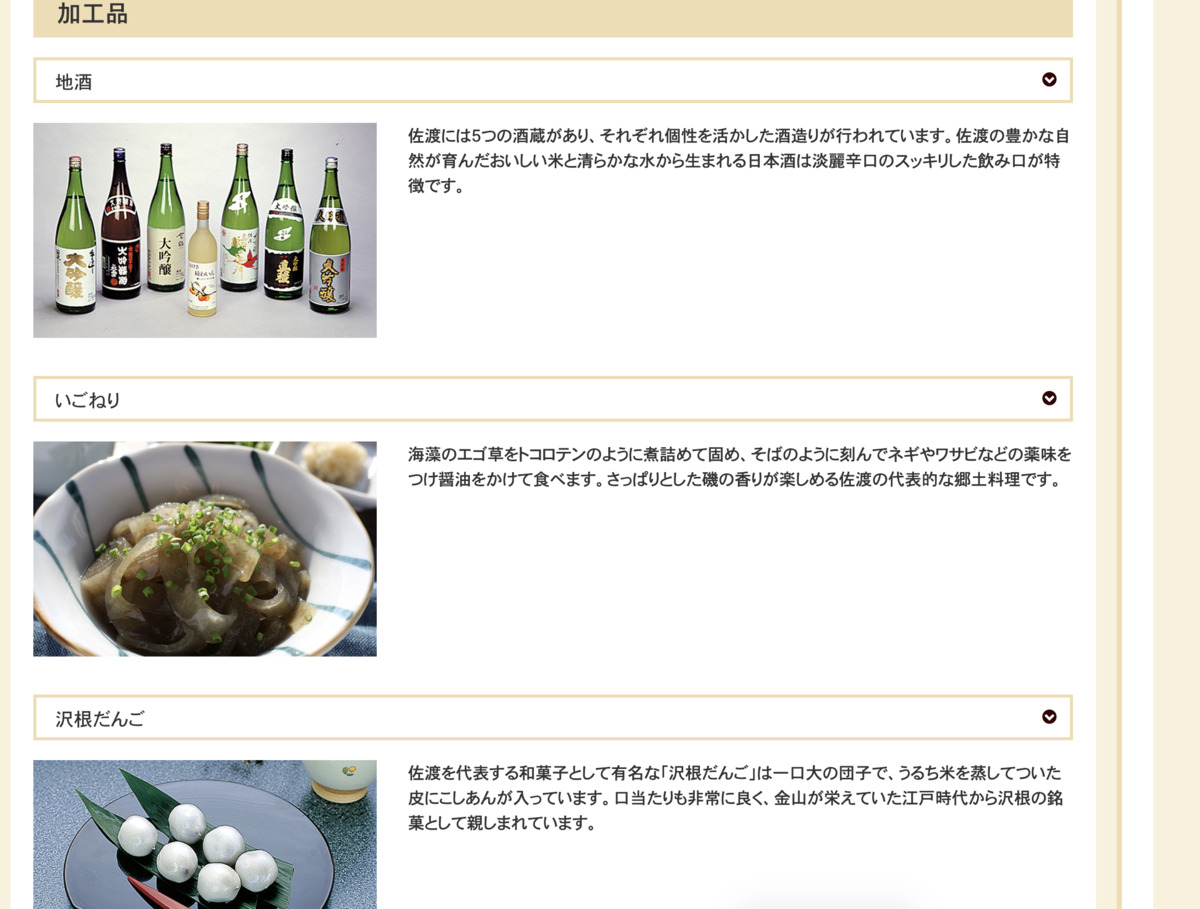 加工品
地酒
佐渡には5つの酒蔵があり、それぞれ個性を活かした酒造りが行われています。佐渡の豊かな自
然が育んだおいしい米と清らかな水から生まれる日本酒は淡麗辛口のスッキリした飲み口が特
徴です。
大吟醸
大吟醸
大吟醸
いごねり
海藻のエゴ草をトコロテンのように煮詰めて固め、そばのように刻んでネギやワサビなどの薬味を
つけ醤油をかけて食べます。さっぱりとした磯の香りが楽しめる佐渡の代表的な郷土料理です。
沢根だんご
佐渡を代表する和菓子として有名な「沢根だんご」は一口大の団子で、うるち米を蒸してついた
皮にこしあんが入っています。口当たりも非常に良く、金山が栄えていた江戸時代から沢根の銘
菓として親しまれています。